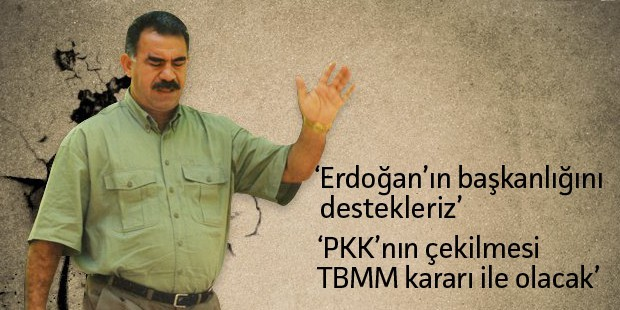 ‘Erdoğan’ın başkanlığını
destekleriz’
‘PKK’nın çekilmesi
TBMM kararı ile olacak’